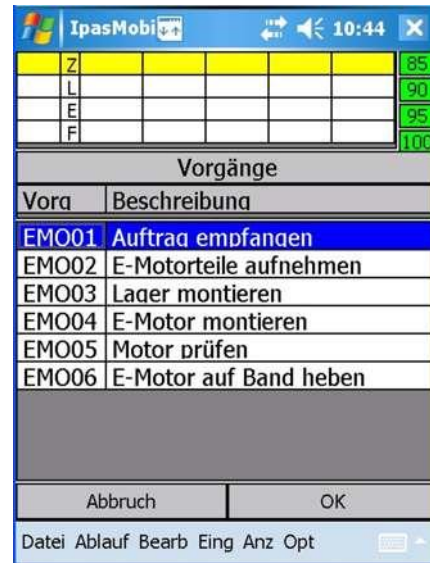 IpasMobi 10:44
Z 85
L 90
E 95
F 100
Vorgänge
Vorg Beschreibung
EMO01 Auftrag empfangen
EMO02 E-Motorteile aufnehmen
EMO03 Lager montieren
EMO04 E-Motor montieren
EMO05 Motor prüfen
EMO06 E-Motor auf Band heben
Abbruch OK
Datei Ablauf Bearb Eing Anz Opt